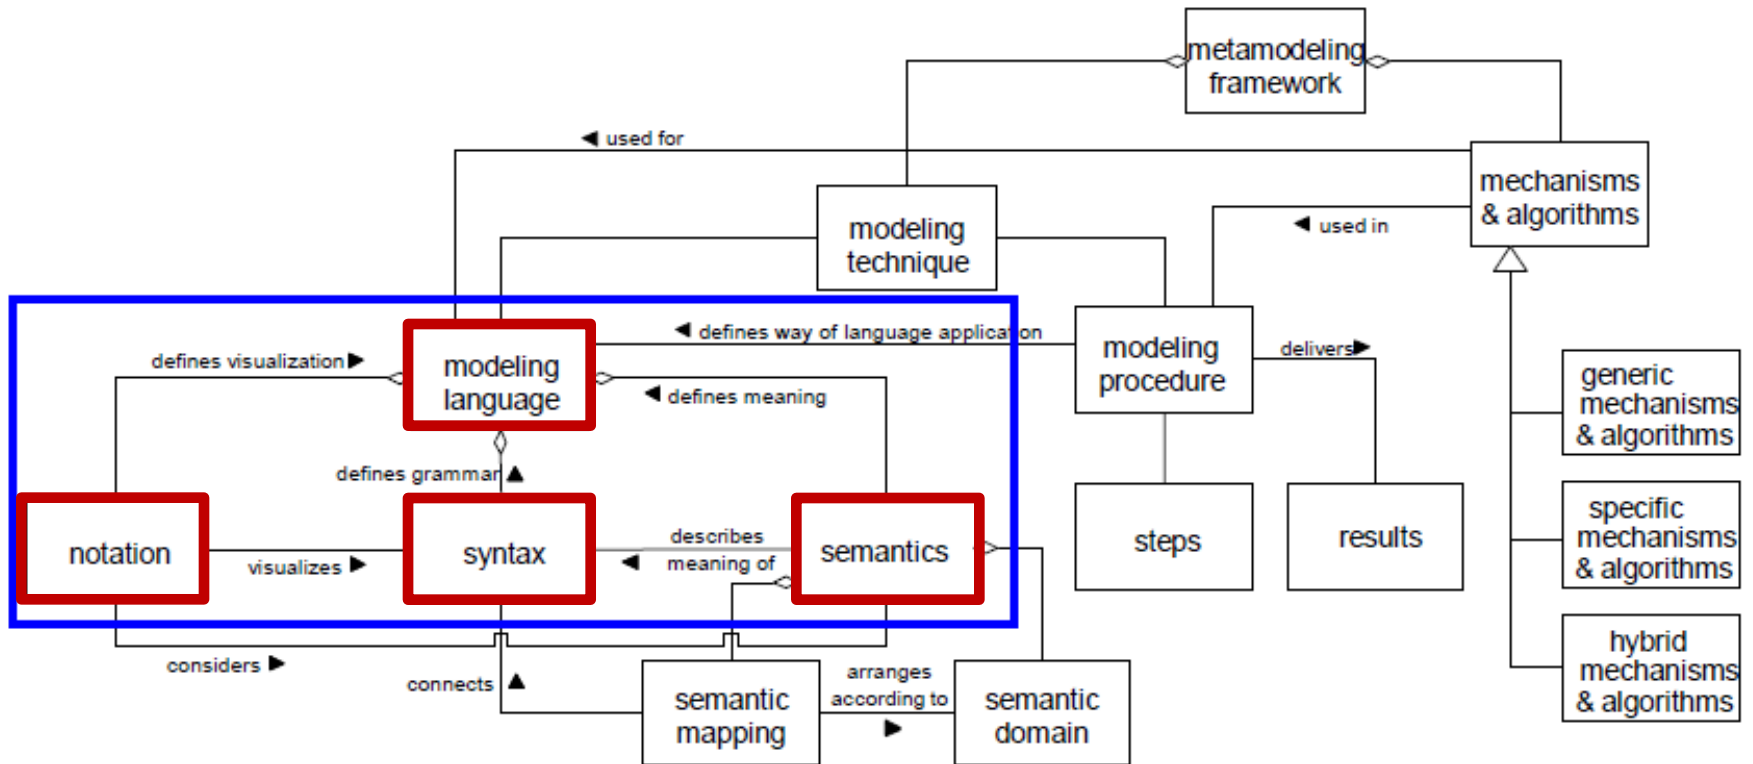 metamodeling
framework
◄ used for
mechanisms
& algorithms
modeling
technique
◄ used in
◄ defines way of language application
defines visualization ►
modeling
language
modeling
procedure
delivers►
◄ defines meaning
generic
mechanisms
& algorithms
defines grammar ▲
notation
visualizes ►
syntax
describes
◄ meaning of
semantics
steps
results
specific
mechanisms
& algorithms
considers ►
connects ▲
semantic
mapping
arranges
according to
►
semantic
domain
hybrid
mechanisms
& algorithms